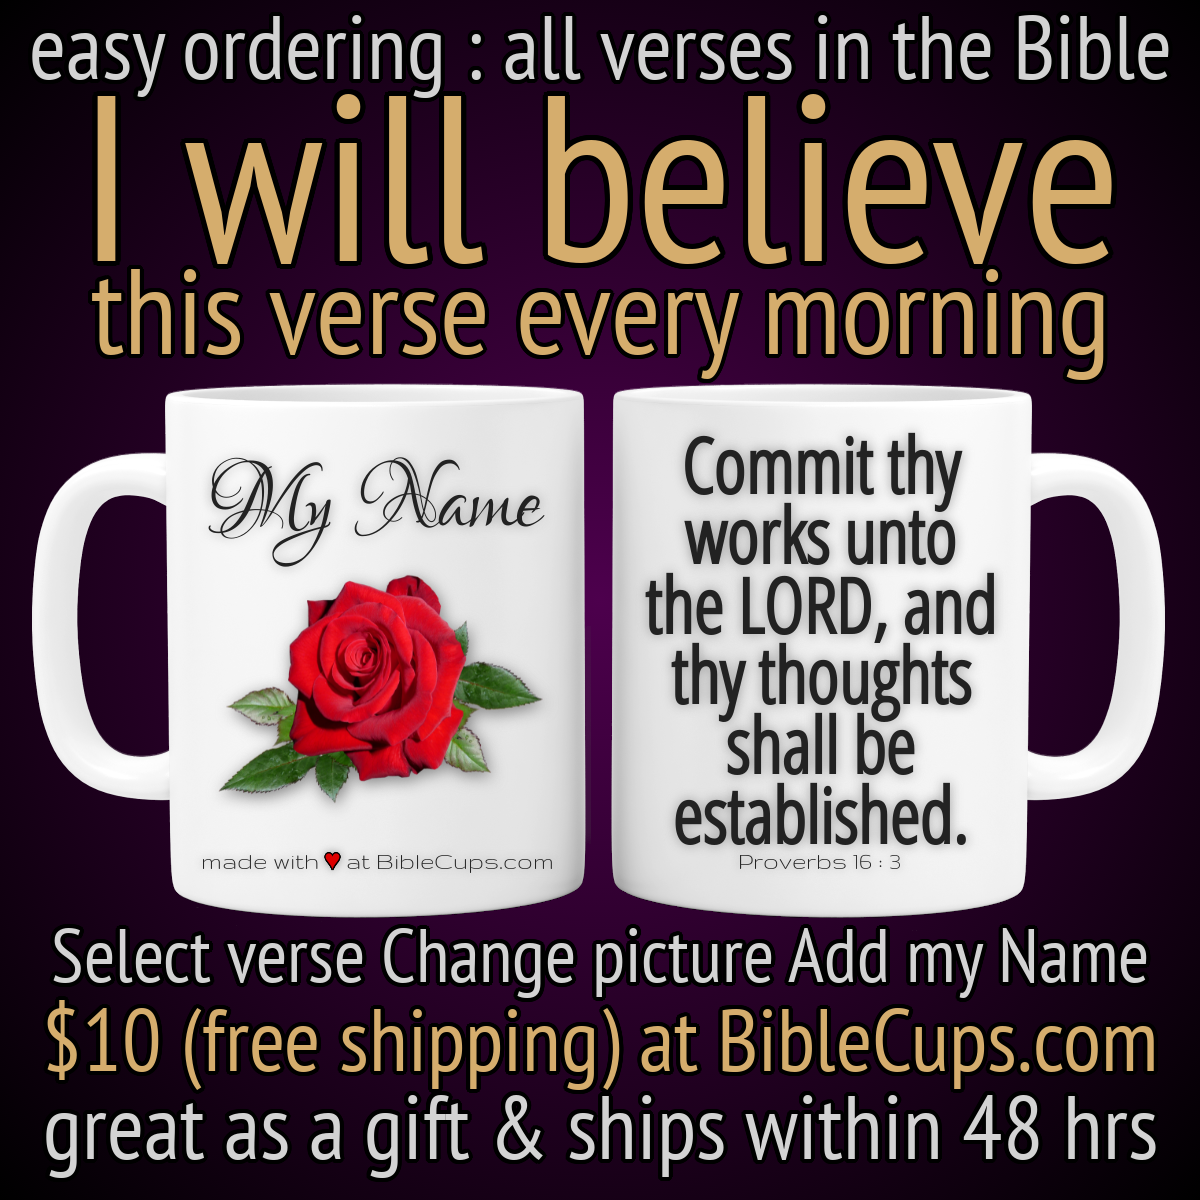 easy ordering : all verses in the Bible
I will believe
this verse every morning
My Name
made with ❤ at BibleCups.com
Commit thy
works unto
the LORD, and
thy thoughts
shall be
established.
Proverbs 16 : 3
Select verse Change picture Add my Name
$10 (free shipping) at BibleCups.com
great as a gift & ships within 48 hrs